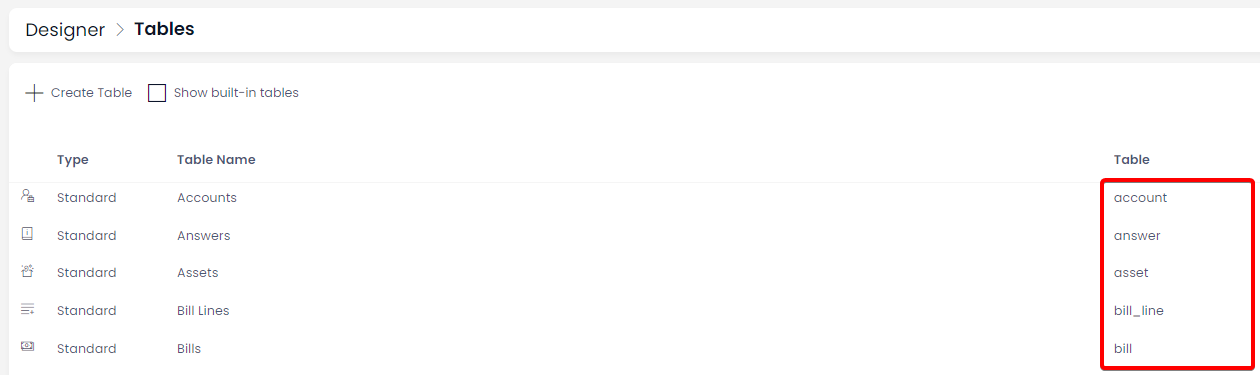 Designer > Tables
Create Table Show built-in tables
Type Table Name Table
Standard Accounts account
Standard Answers answer
Standard Assets asset
Standard Bill Lines bill_line
Standard Bills bill